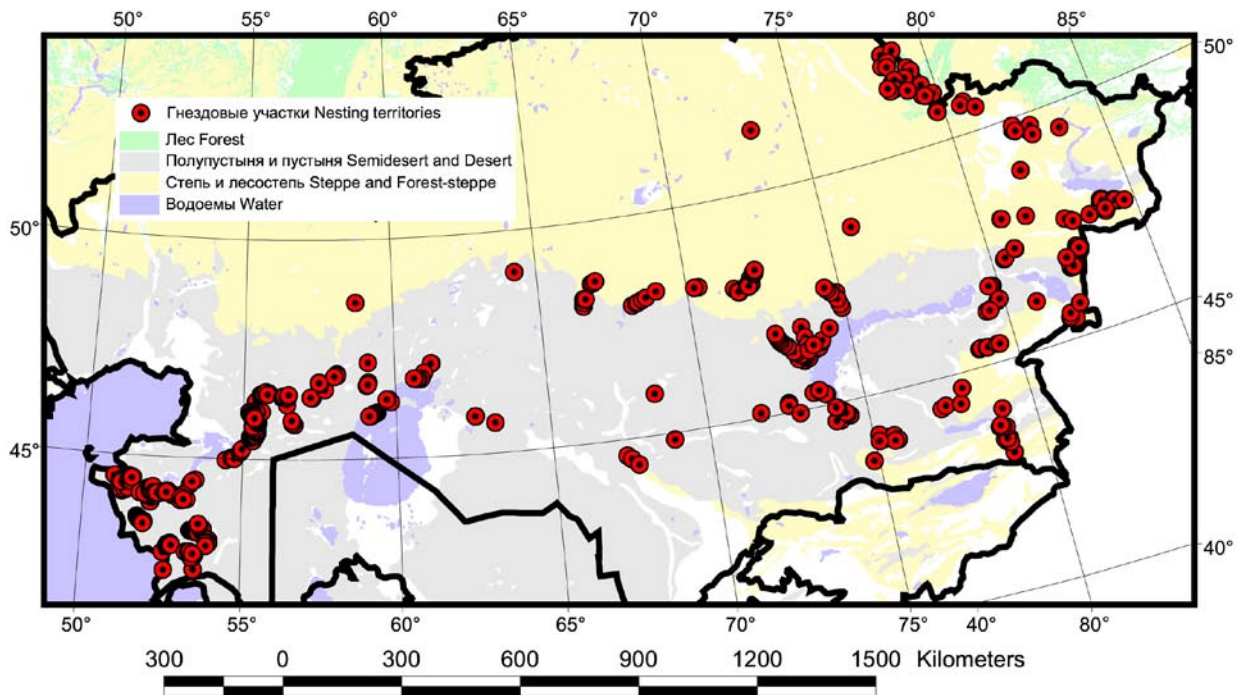 50° 55° 60° 65° 70° 75° 80° 85°
50°
Гнездовые участки Nesting territories
Лес Forest
Полупустыня и пустыня Semidesert and Desert
Степь и лесостепь Steppe and Forest-steppe
Водоемы Water
50°
45°
85°
45°
40°
50° 55° 60° 65° 70° 75° 40° 80°
300 0 300 600 900 1200 1500 Kilometers